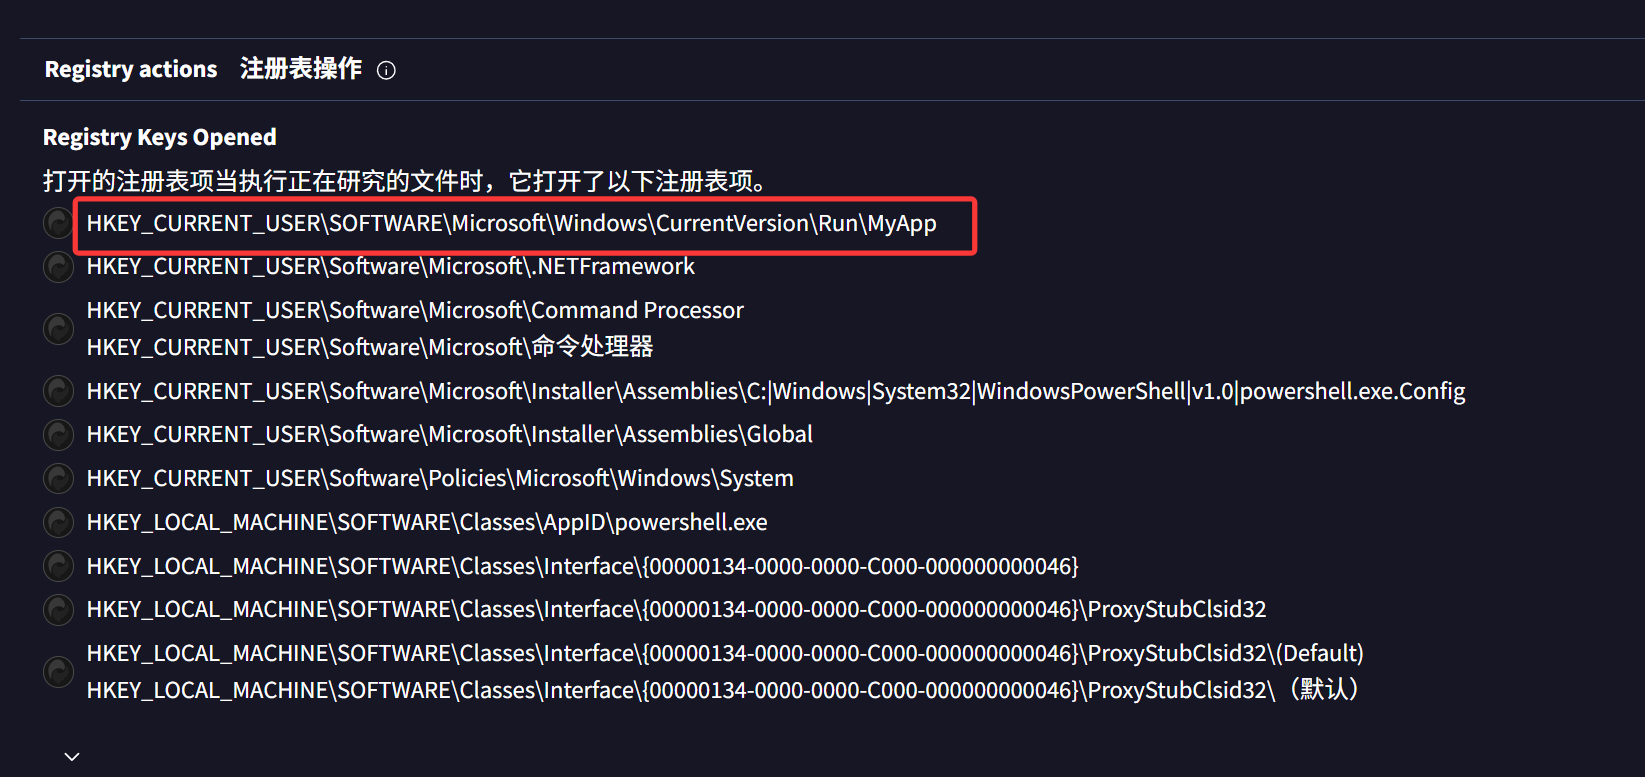 Registry actions 注册表操作
Registry Keys Opened
打开的注册表项当执行正在研究的文件时，它打开了以下注册表项。
HKEY_CURRENT_USER\SOFTWARE\Microsoft\Windows\CurrentVersion\Run\MyApp
HKEY_CURRENT_USER\Software\Microsoft\.NETFramework
HKEY_CURRENT_USER\Software\Microsoft\Command Processor
HKEY_CURRENT_USER\Software\Microsoft\命令处理器
HKEY_CURRENT_USER\Software\Microsoft\Installer\Assemblies\C:|Windows|System32|WindowsPowerShell|v1.0|powershell.exe.Config
HKEY_CURRENT_USER\Software\Microsoft\Installer\Assemblies\Global
HKEY_CURRENT_USER\Software\Policies\Microsoft\Windows\System
HKEY_LOCAL_MACHINE\SOFTWARE\Classes\AppID\powershell.exe
HKEY_LOCAL_MACHINE\SOFTWARE\Classes\Interface\{00000134-0000-0000-C000-000000000046}
HKEY_LOCAL_MACHINE\SOFTWARE\Classes\Interface\{00000134-0000-0000-C000-000000000046}\ProxyStubClsid32
HKEY_LOCAL_MACHINE\SOFTWARE\Classes\Interface\{00000134-0000-0000-C000-000000000046}\ProxyStubClsid32\(Default)
HKEY_LOCAL_MACHINE\SOFTWARE\Classes\Interface\{00000134-0000-0000-C000-000000000046}\ProxyStubClsid32\（默认）